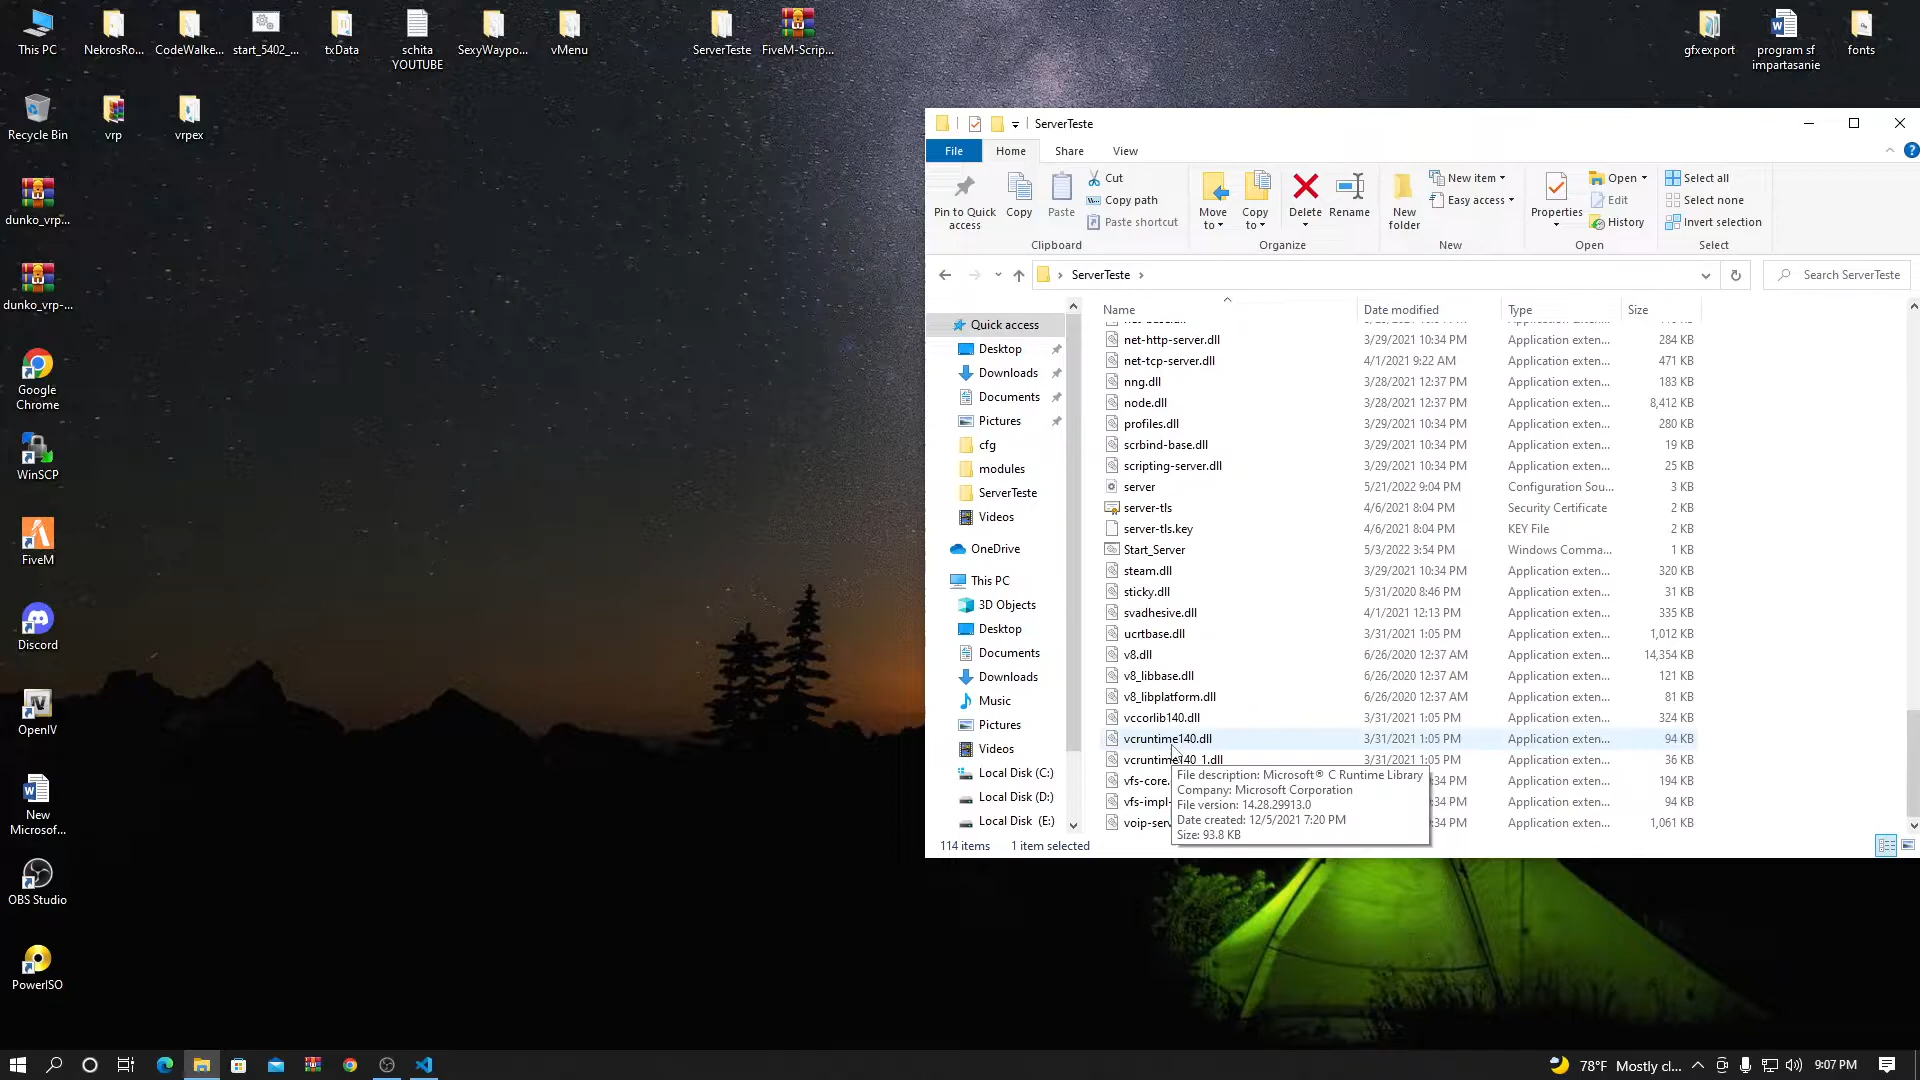 This PC
NekrosRo...
CodeWalke...
start_5402_...
txData
schita
YOUTUBE
SexyWaypo...
vMenu
ServerTeste
FiveM-Scrip...
gfxexport
program sf
impartasanie
fonts
Recycle Bin
vrp
vrpex
dunko_vrp...
dunko_vrp-...
Google
Chrome
WinSCP
FiveM
Discord
OpenIV
New
Microsof...
OBS Studio
PowerISO
ServerTeste
File
Home
Share
View
Pin to Quick
access
Copy
Paste
Cut
Copy path
Paste shortcut
Clipboard
Move
to
Copy
to
Delete
Rename
Organize
New
folder
New item
Easy access
New
Properties
Open
Edit
History
Open
Select all
Select none
Invert selection
Select
ServerTeste
Search ServerTeste
Quick access
Desktop
Downloads
Documents
Pictures
cfg
modules
ServerTeste
Videos
OneDrive
This PC
3D Objects
Desktop
Documents
Downloads
Music
Pictures
Videos
Local Disk (C:)
Local Disk (D:)
Local Disk (E:)
Name Date modified Type Size
net-http-server.dll 3/29/2021 10:34 PM Application exten... 284 KB
net-tcp-server.dll 4/1/2021 9:22 AM Application exten... 471 KB
nng.dll 3/28/2021 12:37 PM Application exten... 183 KB
node.dll 3/28/2021 12:37 PM Application exten... 8,412 KB
profiles.dll 3/29/2021 10:34 PM Application exten... 280 KB
scrbind-base.dll 3/29/2021 10:34 PM Application exten... 19 KB
scripting-server.dll 3/29/2021 10:34 PM Application exten... 25 KB
server 5/21/2022 9:04 PM Configuration Sou... 3 KB
server-tls 4/6/2021 8:04 PM Security Certificate 2 KB
server-tls.key 4/6/2021 8:04 PM KEY File 2 KB
Start_Server 5/3/2022 3:54 PM Windows Comma... 1 KB
steam.dll 3/29/2021 10:34 PM Application exten... 320 KB
sticky.dll 5/31/2020 8:46 PM Application exten... 31 KB
svadhesive.dll 4/1/2021 12:13 PM Application exten... 335 KB
ucrtbase.dll 3/31/2021 1:05 PM Application exten... 1,012 KB
v8.dll 6/26/2020 12:37 AM Application exten... 14,354 KB
v8_libbase.dll 6/26/2020 12:37 AM Application exten... 121 KB
v8_libplatform.dll 6/26/2020 12:37 AM Application exten... 81 KB
vccorlib140.dll 3/31/2021 1:05 PM Application exten... 324 KB
vcruntime140.dll 3/31/2021 1:05 PM Application exten... 94 KB
vcruntime140_1.dll 3/31/2021 1:05 PM Application exten... 36 KB
vfs-core. :34 PM Application exten... 194 KB
vfs-impl- :34 PM Application exten... 94 KB
voip-serv :34 PM Application exten... 1,061 KB
File description: Microsoft® C Runtime Library
Company: Microsoft Corporation
File version: 14.28.29913.0
Date created: 12/5/2021 7:20 PM
Size: 93.8 KB
114 items 1 item selected
78°F Mostly cl... 9:07 PM